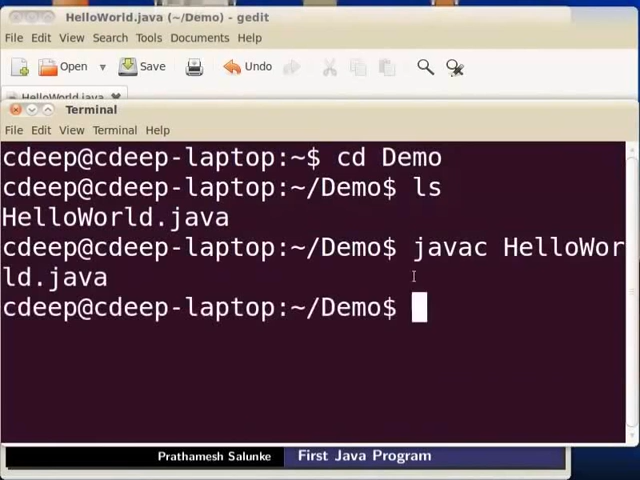 HelloWorld.java (~/Demo) - gedit
File Edit View Search Tools Documents Help
Open Save Undo
HelloWorld.java
Terminal
File Edit View Terminal Help
cdeep@cdeep-laptop:~$ cd Demo
cdeep@cdeep-laptop:~/Demo$ ls
HelloWorld.java
cdeep@cdeep-laptop:~/Demo$ javac HelloWor
ld.java
cdeep@cdeep-laptop:~/Demo$
Prathamesh Salunke First Java Program